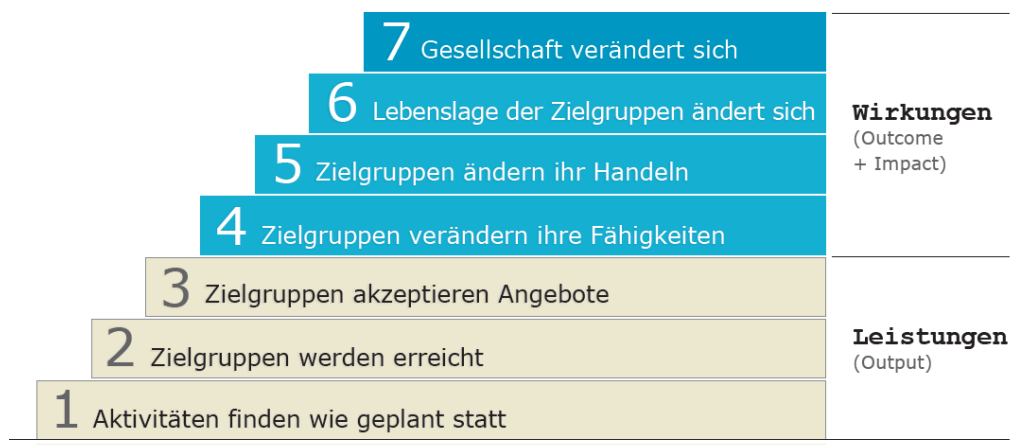 7 Gesellschaft verändert sich
6 Lebenslage der Zielgruppen ändert sich
5 Zielgruppen ändern ihr Handeln
4 Zielgruppen verändern ihre Fähigkeiten
3 Zielgruppen akzeptieren Angebote
2 Zielgruppen werden erreicht
1 Aktivitäten finden wie geplant statt
Wirkungen
(Outcome
+ Impact)
Leistungen
(Output)